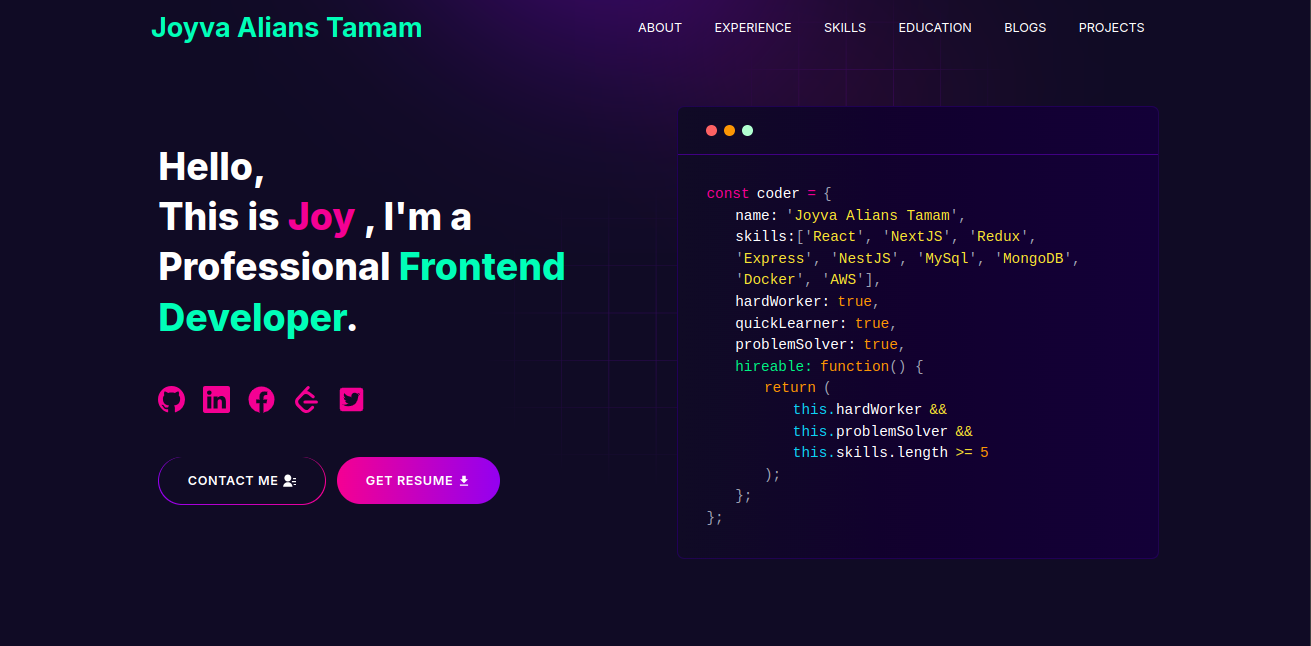 Joyva Alians Tamam
ABOUT EXPERIENCE SKILLS EDUCATION BLOGS PROJECTS
Hello,
This is Joy , I'm a
Professional Frontend
Developer.
CONTACT ME
GET RESUME
const coder = {
name: 'Joyva Alians Tamam',
skills:['React', 'NextJS', 'Redux',
'Express', 'NestJS', 'MySql', 'MongoDB',
'Docker', 'AWS'],
hardWorker: true,
quickLearner: true,
problemSolver: true,
hireable: function() {
return (
this.hardWorker &&
this.problemSolver &&
this.skills.length >= 5
);
};
};